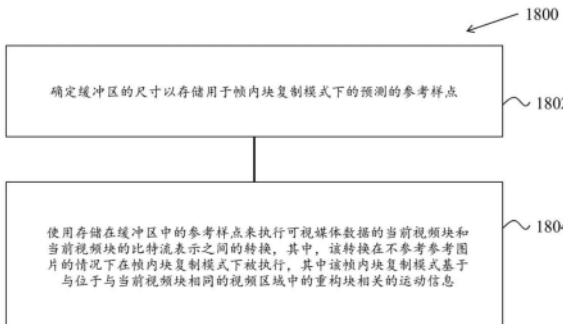 1800
确定缓冲区的尺寸以存储用于帧内块复制模式下的预测的参考样点
使用存储在缓冲区中的参考样点来执行可视媒体数据的当前视频块和
当前视频块的比特流表示之间的转换,其中,该转换在不参考参考图
片的情况下在帧内块复制模式下被执行,其中该帧内块复制模式基于
与位于与当前视频块相同的视频区域中的重构块相关的运动信息